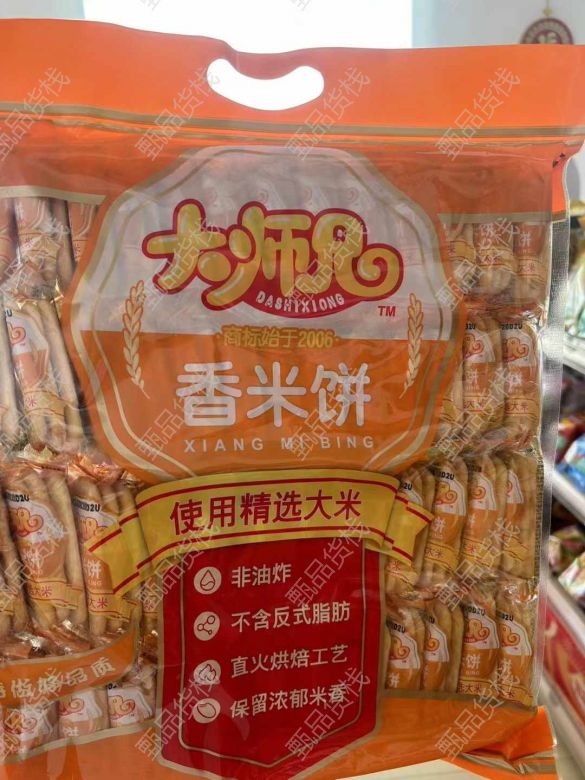 大师兄
DASHIXIONG
TM
·商标始于2006·
香米饼
XIANG MI BING
使用精选大米
非油炸
不含反式脂肪
直火烘焙工艺
保留浓郁米香
品质
甄品货栈